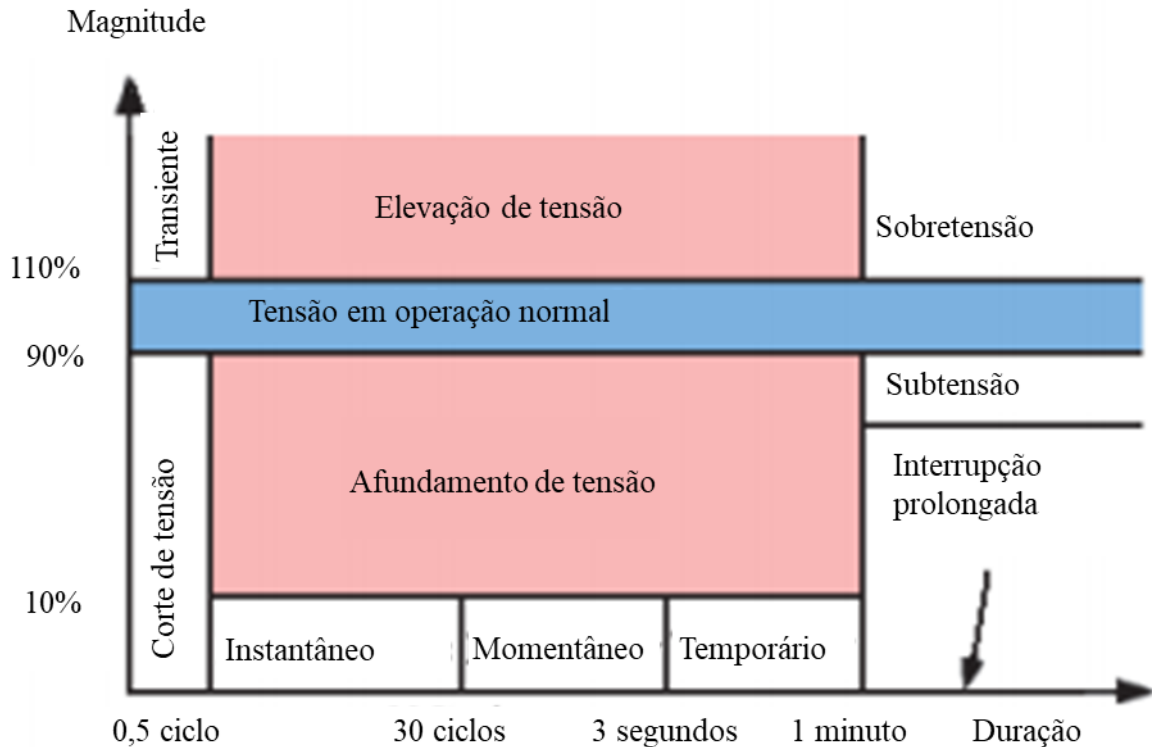 Magnitude
Transiente
Elevação de tensão
Sobretensão
110%
Tensão em operação normal
90%
Subtensão
Corte de tensão
Afundamento de tensão
Interrupção
prolongada
10%
Instantâneo
Momentâneo
Temporário
0,5 ciclo
30 ciclos
3 segundos
1 minuto
Duração